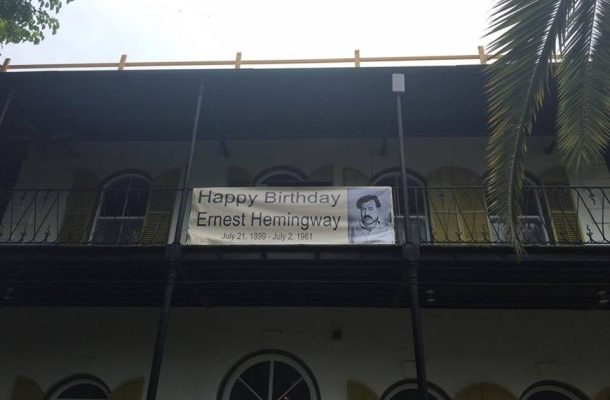 Happy Birthday
Ernest Hemingway
July 21, 1899 - July 2, 1961